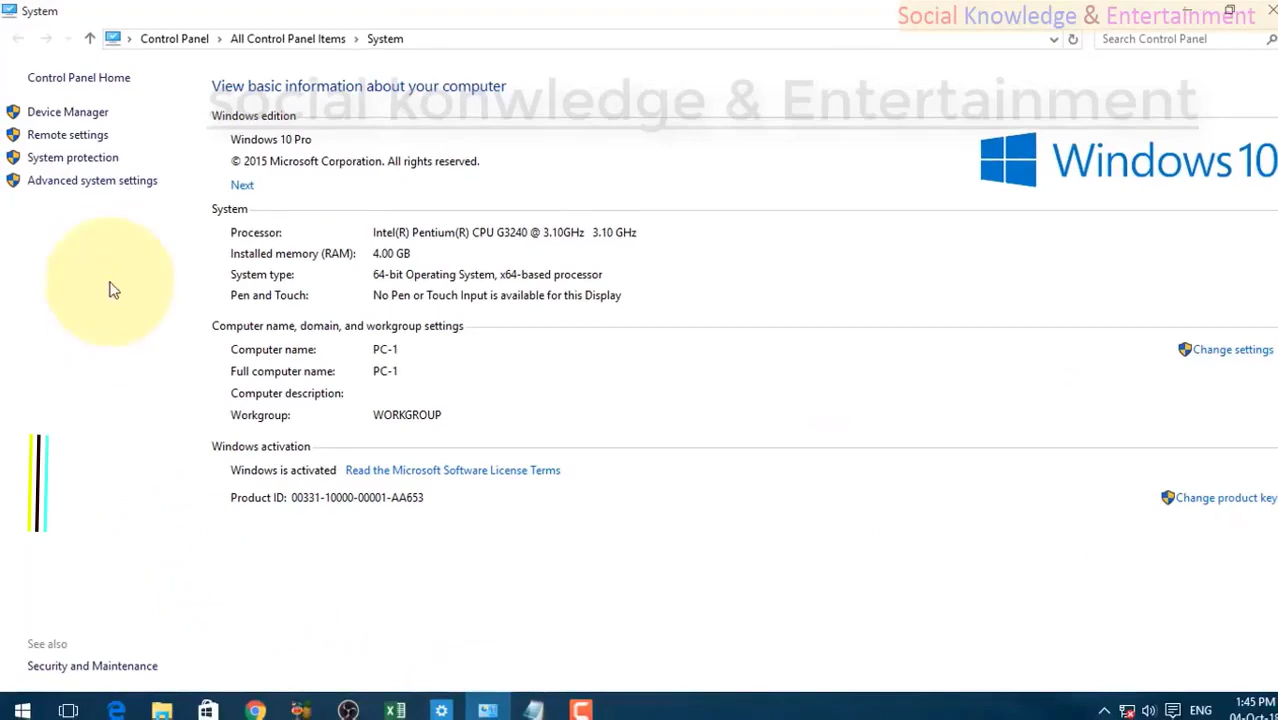 System
Social Knowledge & Entertainment
Control Panel > All Control Panel Items > System
Search Control Panel
Control Panel Home
Device Manager
Remote settings
System protection
Advanced system settings
See also
Security and Maintenance
View basic information about your computer
social konwledge & Entertainment
Windows edition
Windows 10 Pro
© 2015 Microsoft Corporation. All rights reserved.
Next
Windows 10
System
Processor: Intel(R) Pentium(R) CPU G3240 @ 3.10GHz 3.10 GHz
Installed memory (RAM): 4.00 GB
System type: 64-bit Operating System, x64-based processor
Pen and Touch: No Pen or Touch Input is available for this Display
Computer name, domain, and workgroup settings
Computer name: PC-1
Change settings
Full computer name: PC-1
Computer description:
Workgroup: WORKGROUP
Windows activation
Windows is activated Read the Microsoft Software License Terms
Product ID: 00331-10000-00001-AA653
Change product key
ENG
1:45 PM